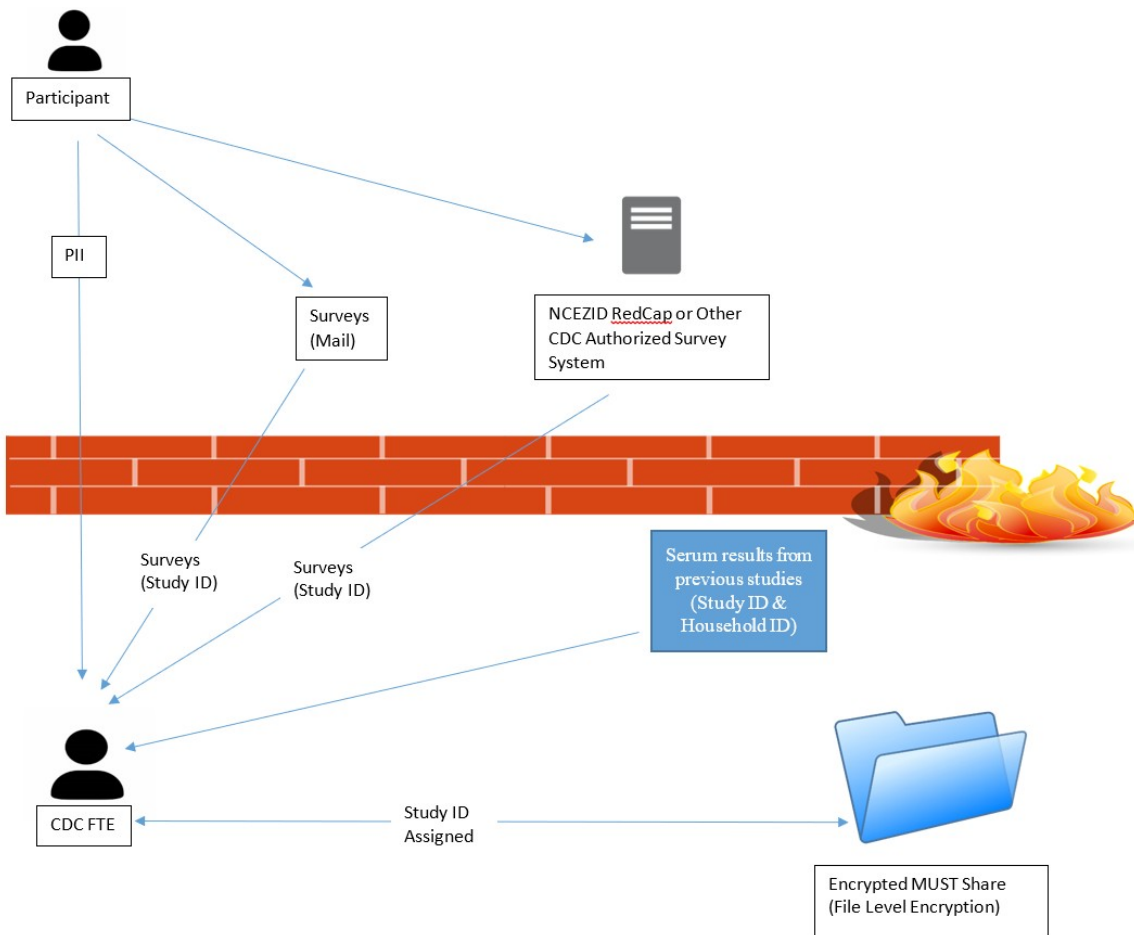 Participant
PII
Surveys
(Mail)
NCEZID RedCap or Other
CDC Authorized Survey
System
Surveys
(Study ID)
Surveys
(Study ID)
Serum results from
previous studies
(Study ID &
Household ID)
CDC FTE
Study ID
Assigned
Encrypted MUST Share
(File Level Encryption)